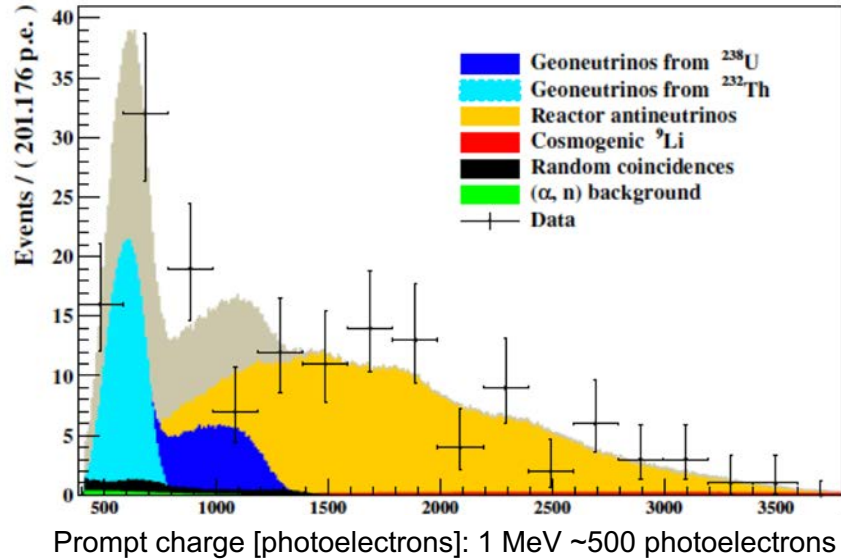 Events / ( 201.176 p.e. )
40
35
30
25
20
15
10
5
0
Geoneutrinos from ²³⁸U
Geoneutrinos from ²³²Th
Reactor antineutrinos
Cosmogenic ⁹Li
Random coincidences
(α, n) background
Data
500 1000 1500 2000 2500 3000 3500
Prompt charge [photoelectrons]: 1 MeV ~500 photoelectrons